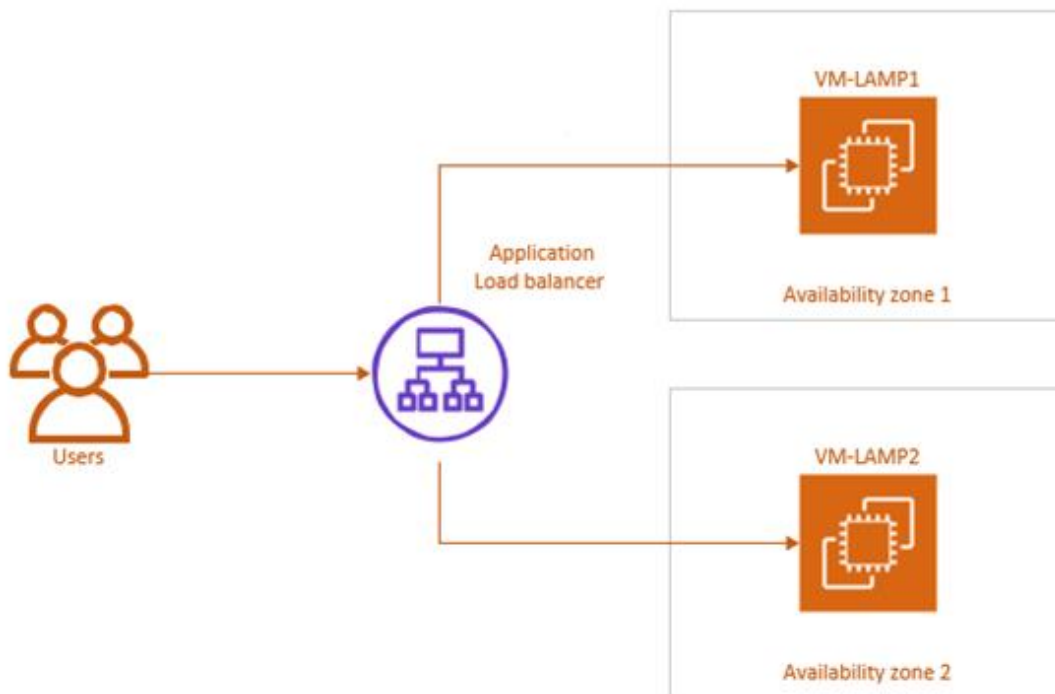 VM-LAMP1
Application
Load balancer
Availability zone 1
Users
VM-LAMP2
Availability zone 2